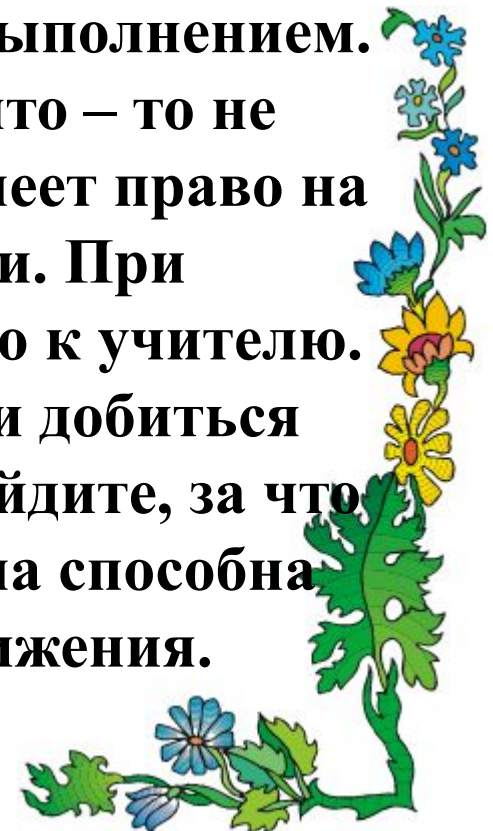 ыполнением.
что – то не
меет право на
и. При
ю к учителю.
и добиться
йдите, за что
на способна
ижения.